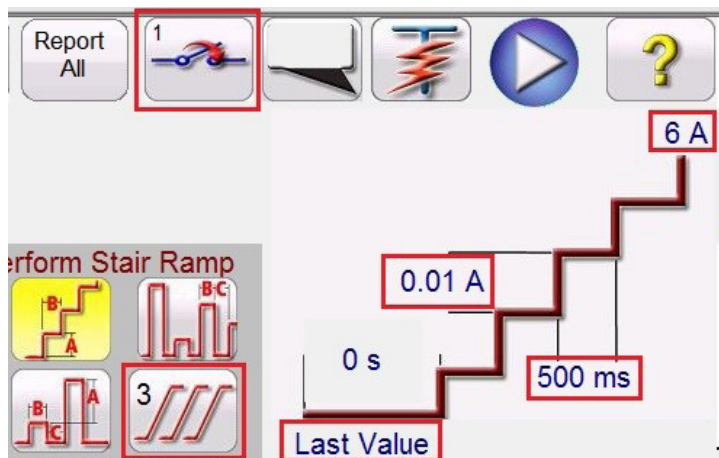 Report
All
1
?
6 A
erform Stair Ramp
0.01 A
B
A
B C
0 s
500 ms
B
C
A
3
Last Value